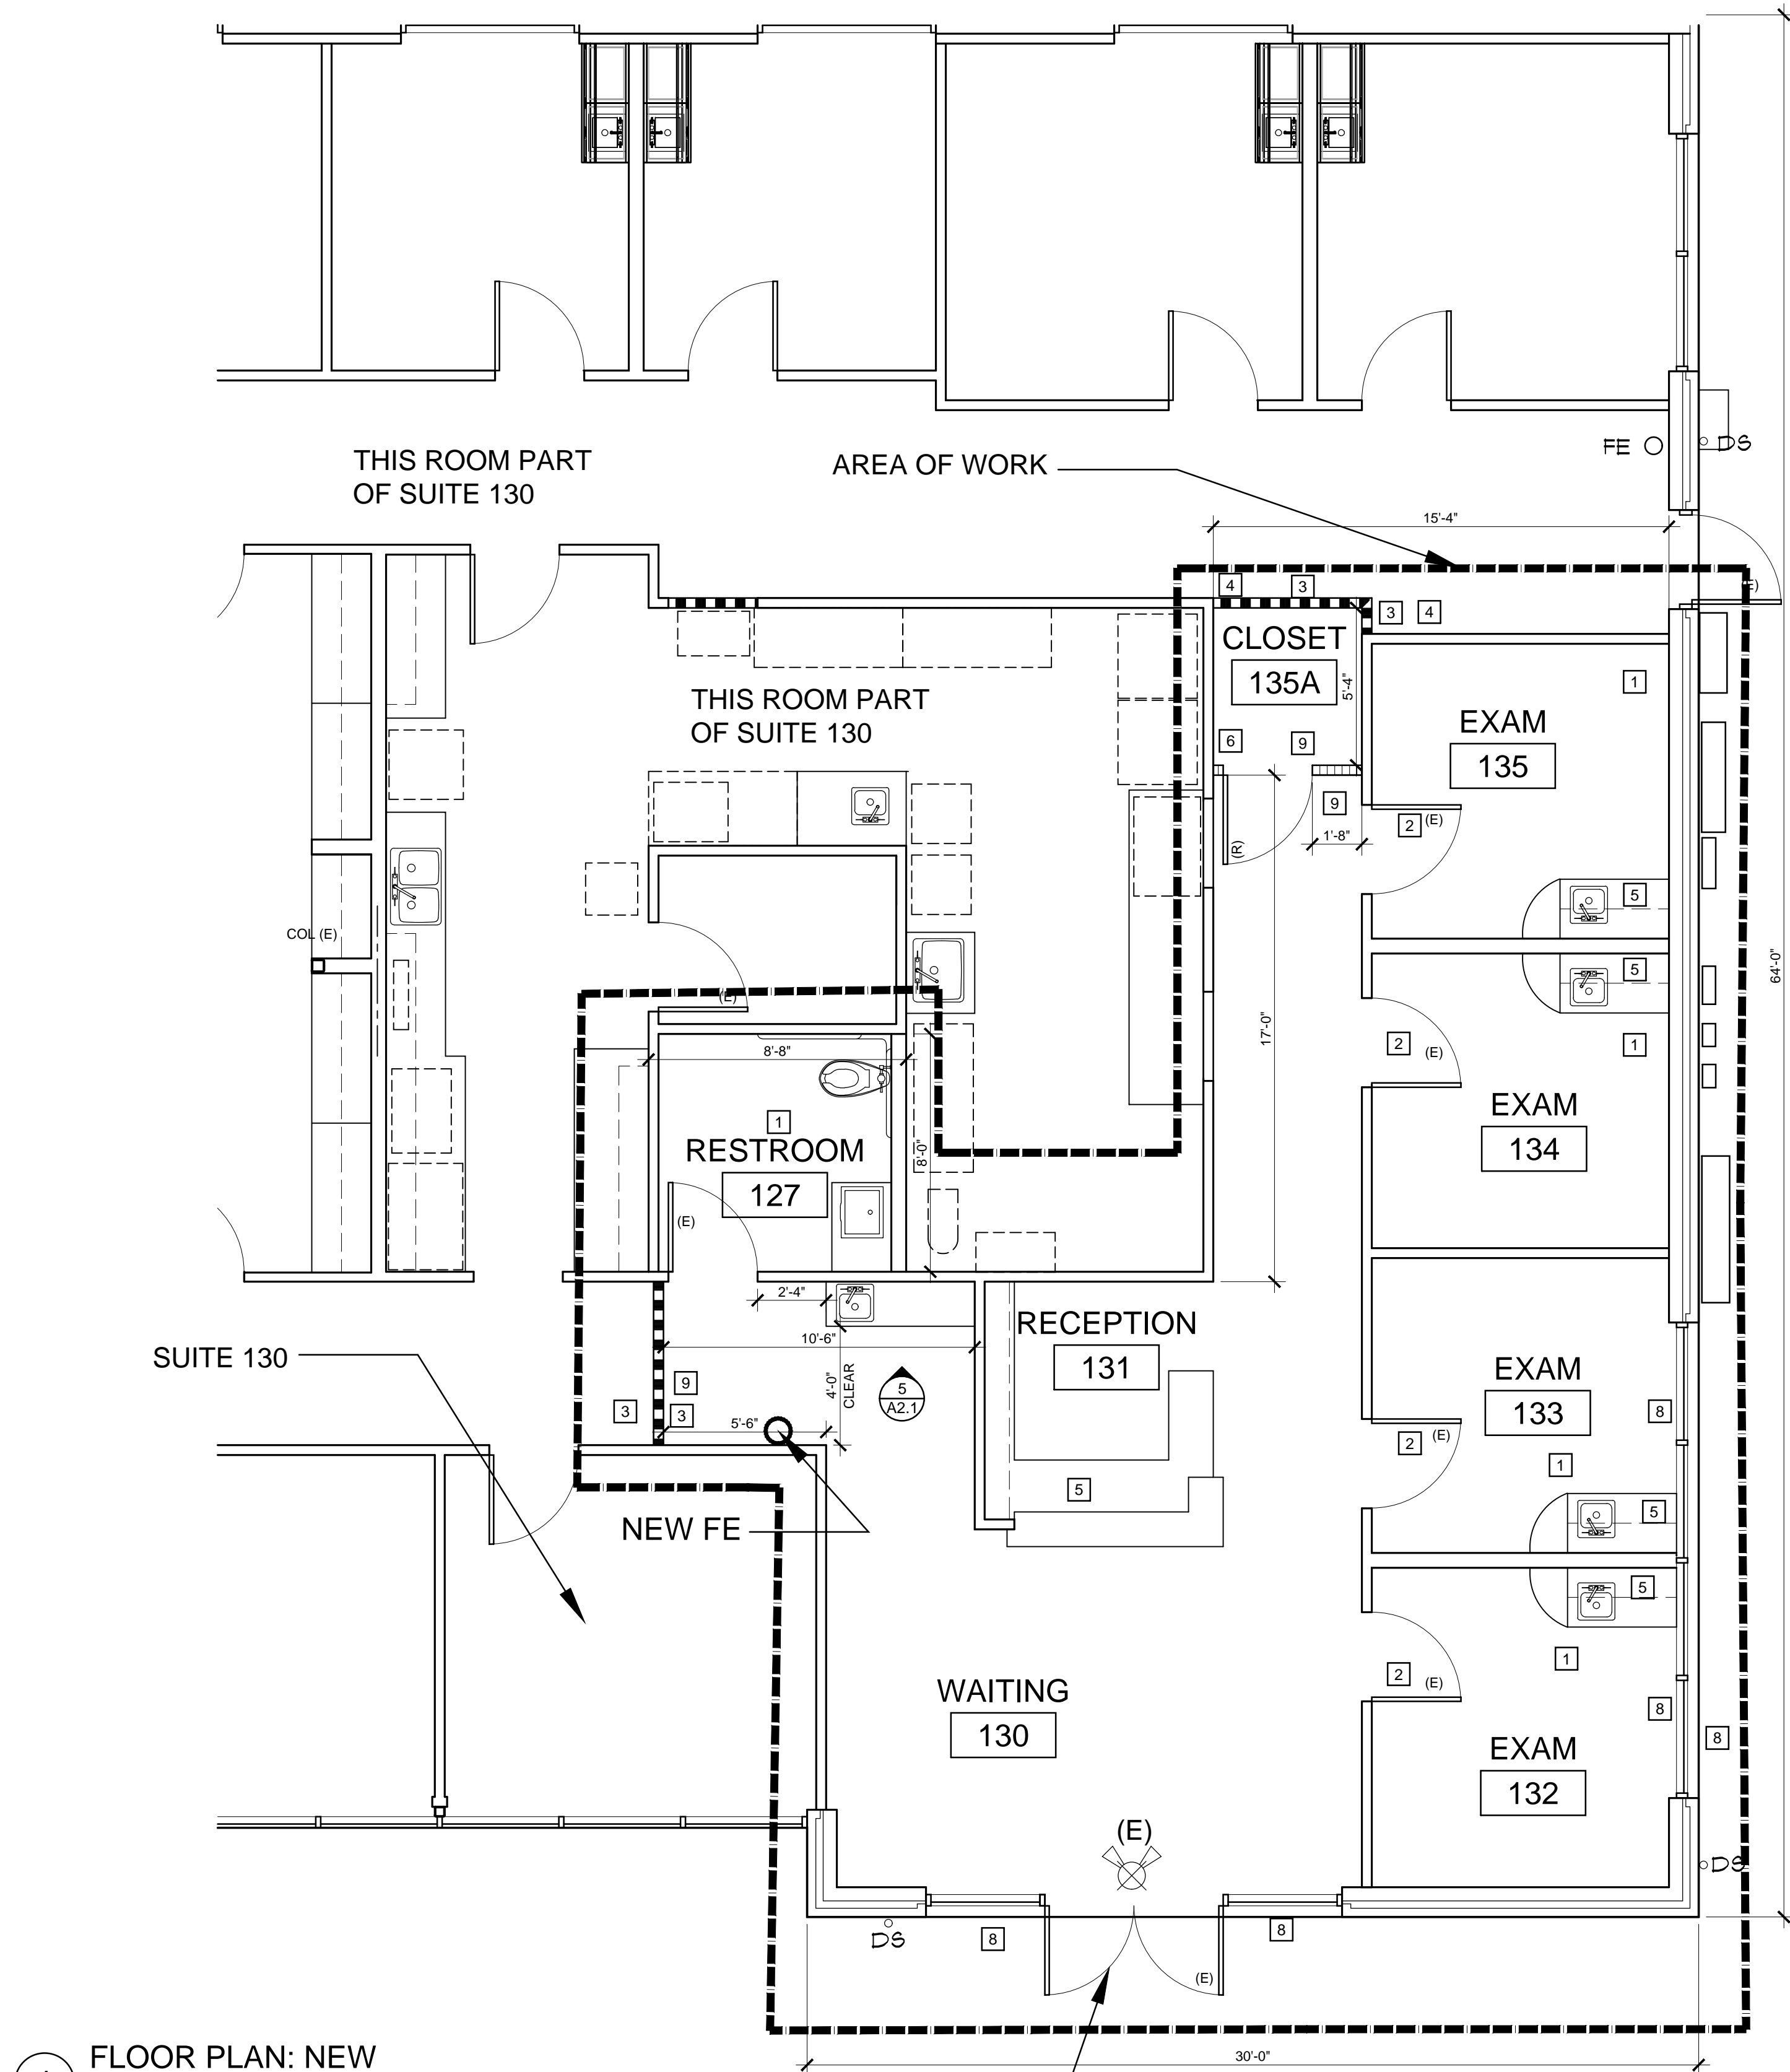 THIS ROOM PART
OF SUITE 130
AREA OF WORK
FE
DS
15'-4"
4
3
3
4
CLOSET
135A
5'-4"
THIS ROOM PART
OF SUITE 130
6
9
9
1'-8"
(R)
1
EXAM
135
2
(E)
5
COL (E)
(E)
5
64'-0"
17'-0"
2
(E)
1
8'-8"
1
RESTROOM
127
8'-0"
(E)
EXAM
134
2'-4"
10'-6"
4'-0"
CLEAR
RECEPTION
131
SUITE 130
9
3
3
5'-6"
5
A2.1
EXAM
133
8
2
(E)
1
5
5
NEW FE
5
1
2
(E)
8
8
WAITING
130
EXAM
132
(E)
DS
DS
8
8
(E)
30'-0"
FLOOR PLAN: NEW